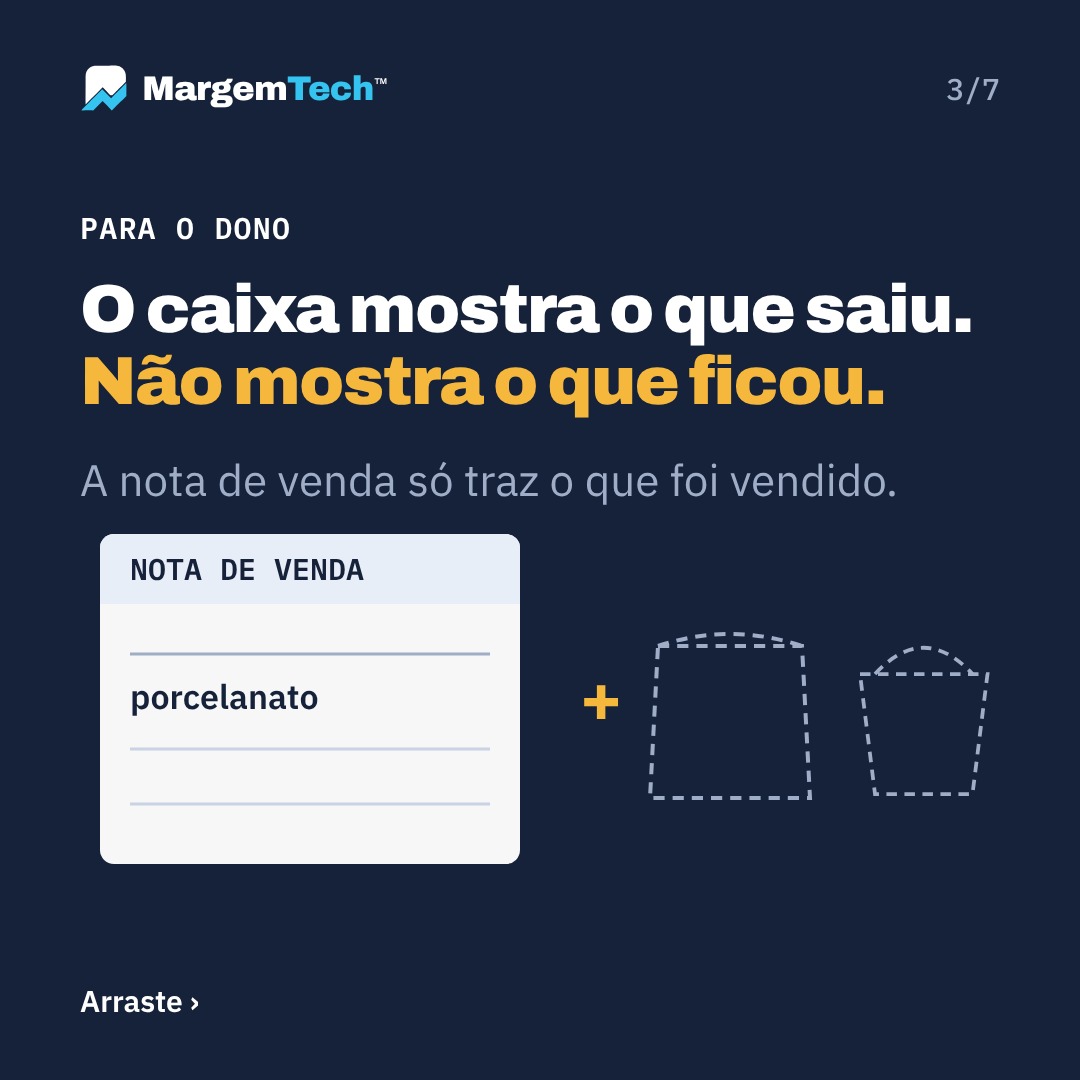 MargemTech™
3/7
PARA O DONO
O caixa mostra o que saiu.
Não mostra o que ficou.
A nota de venda só traz o que foi vendido.
NOTA DE VENDA
porcelanato
+
Arraste ›